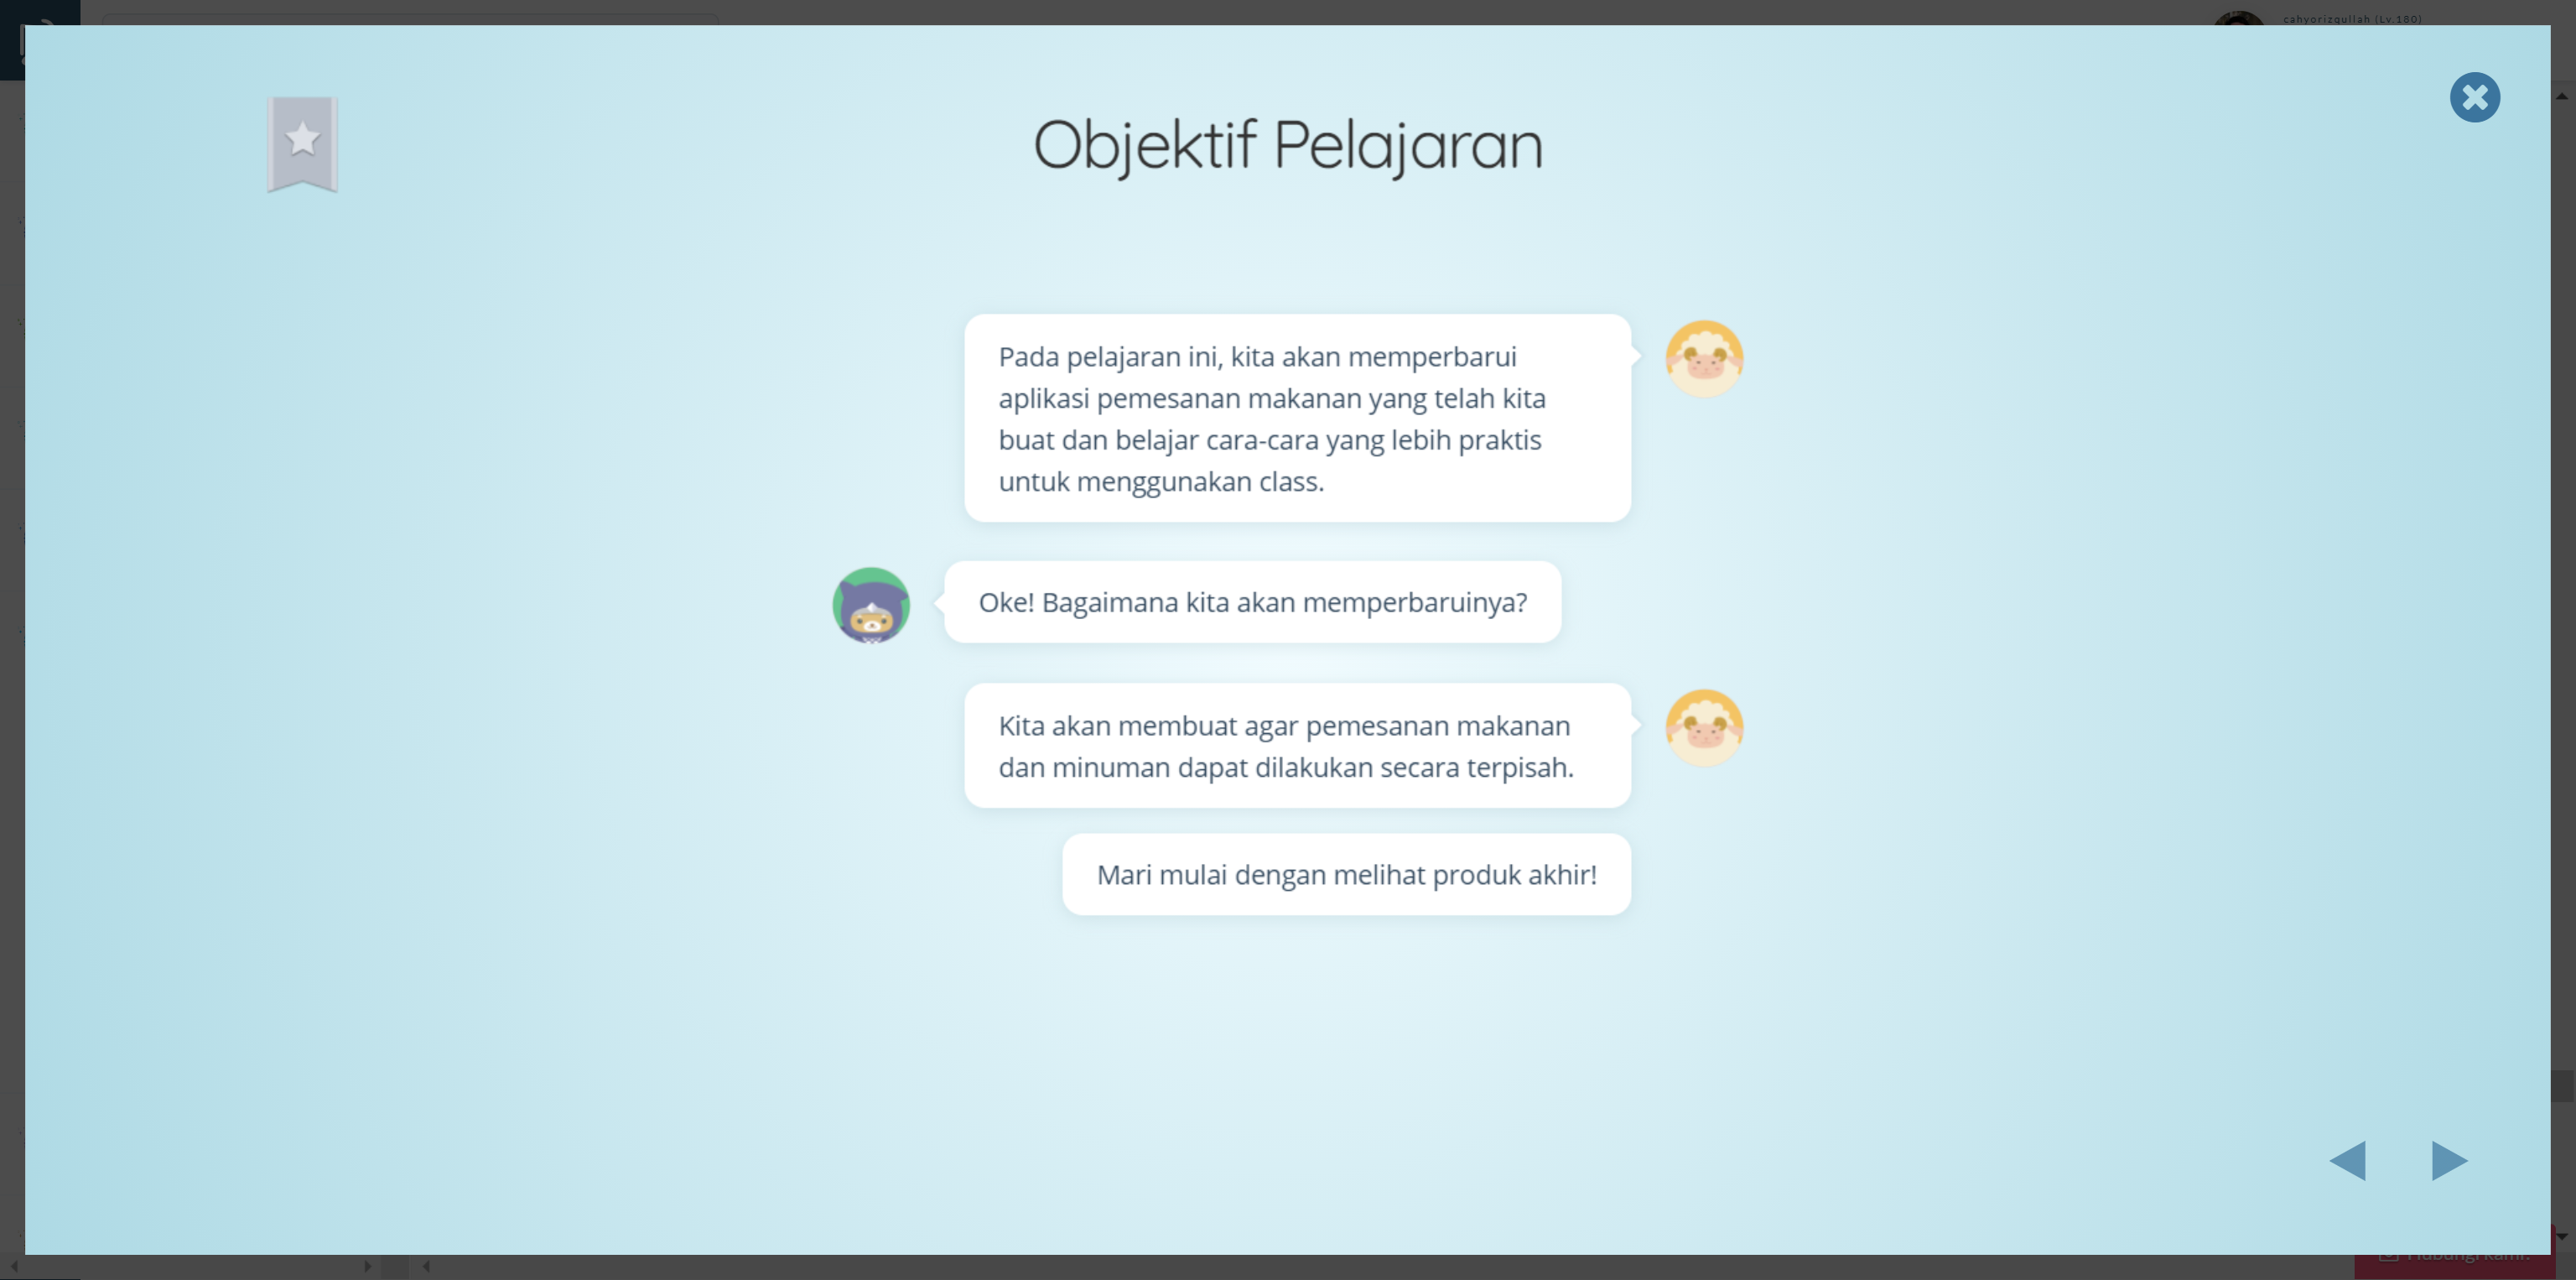 cahyorizqullah (Lv.180)
Objektif Pelajaran
Pada pelajaran ini, kita akan memperbarui
aplikasi pemesanan makanan yang telah kita
buat dan belajar cara-cara yang lebih praktis
untuk menggunakan class.
Oke! Bagaimana kita akan memperbaruinya?
Kita akan membuat agar pemesanan makanan
dan minuman dapat dilakukan secara terpisah.
Mari mulai dengan melihat produk akhir!
Hubungi kami!